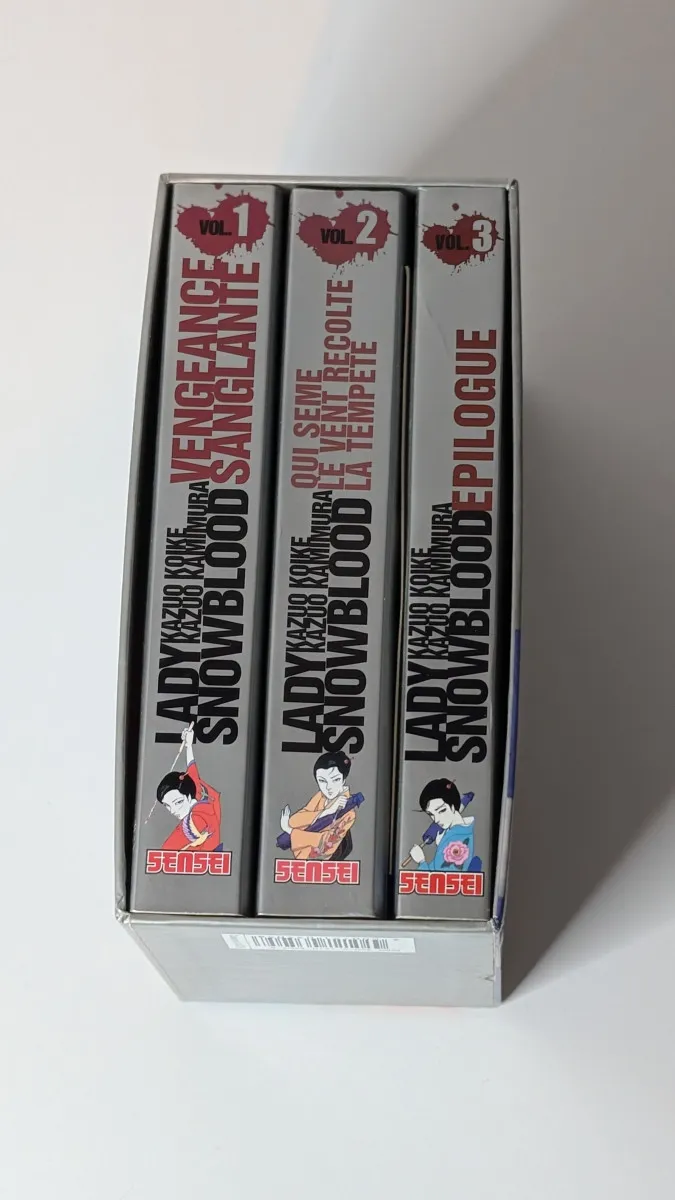 VOL. 1
VENGEANCE
SANGLANTE
KAZUO KOIKE
KAZUO KAMIMURA
LADY
SNOWBLOOD
SENSEI
VOL. 2
QUI SEME
LE VENT RECOLTE
LA TEMPETE
KAZUO KOIKE
KAZUO KAMIMURA
LADY
SNOWBLOOD
SENSEI
VOL. 3
EPILOGUE
KAZUO KOIKE
KAZUO KAMIMURA
LADY
SNOWBLOOD
SENSEI